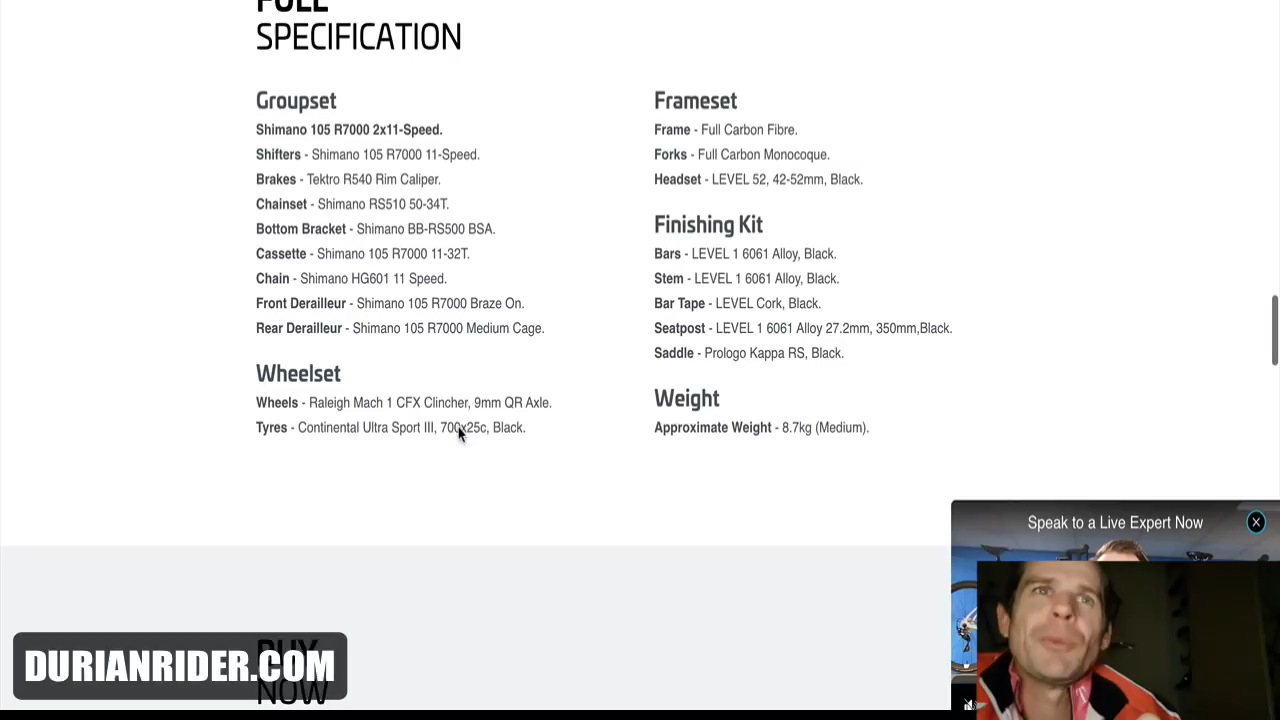 FULL
SPECIFICATION
Groupset
Shimano 105 R7000 2x11-Speed.
Shifters - Shimano 105 R7000 11-Speed.
Brakes - Tektro R540 Rim Caliper.
Chainset - Shimano RS510 50-34T.
Bottom Bracket - Shimano BB-RS500 BSA.
Cassette - Shimano 105 R7000 11-32T.
Chain - Shimano HG601 11 Speed.
Front Derailleur - Shimano 105 R7000 Braze On.
Rear Derailleur - Shimano 105 R7000 Medium Cage.
Wheelset
Wheels - Raleigh Mach 1 CFX Clincher, 9mm QR Axle.
Tyres - Continental Ultra Sport III, 700x25c, Black.
Frameset
Frame - Full Carbon Fibre.
Forks - Full Carbon Monocoque.
Headset - LEVEL 52, 42-52mm, Black.
Finishing Kit
Bars - LEVEL 1 6061 Alloy, Black.
Stem - LEVEL 1 6061 Alloy, Black.
Bar Tape - LEVEL Cork, Black.
Seatpost - LEVEL 1 6061 Alloy 27.2mm, 350mm,Black.
Saddle - Prologo Kappa RS, Black.
Weight
Approximate Weight - 8.7kg (Medium).
Speak to a Live Expert Now
BUY
NOW
DURIANRIDER.COM